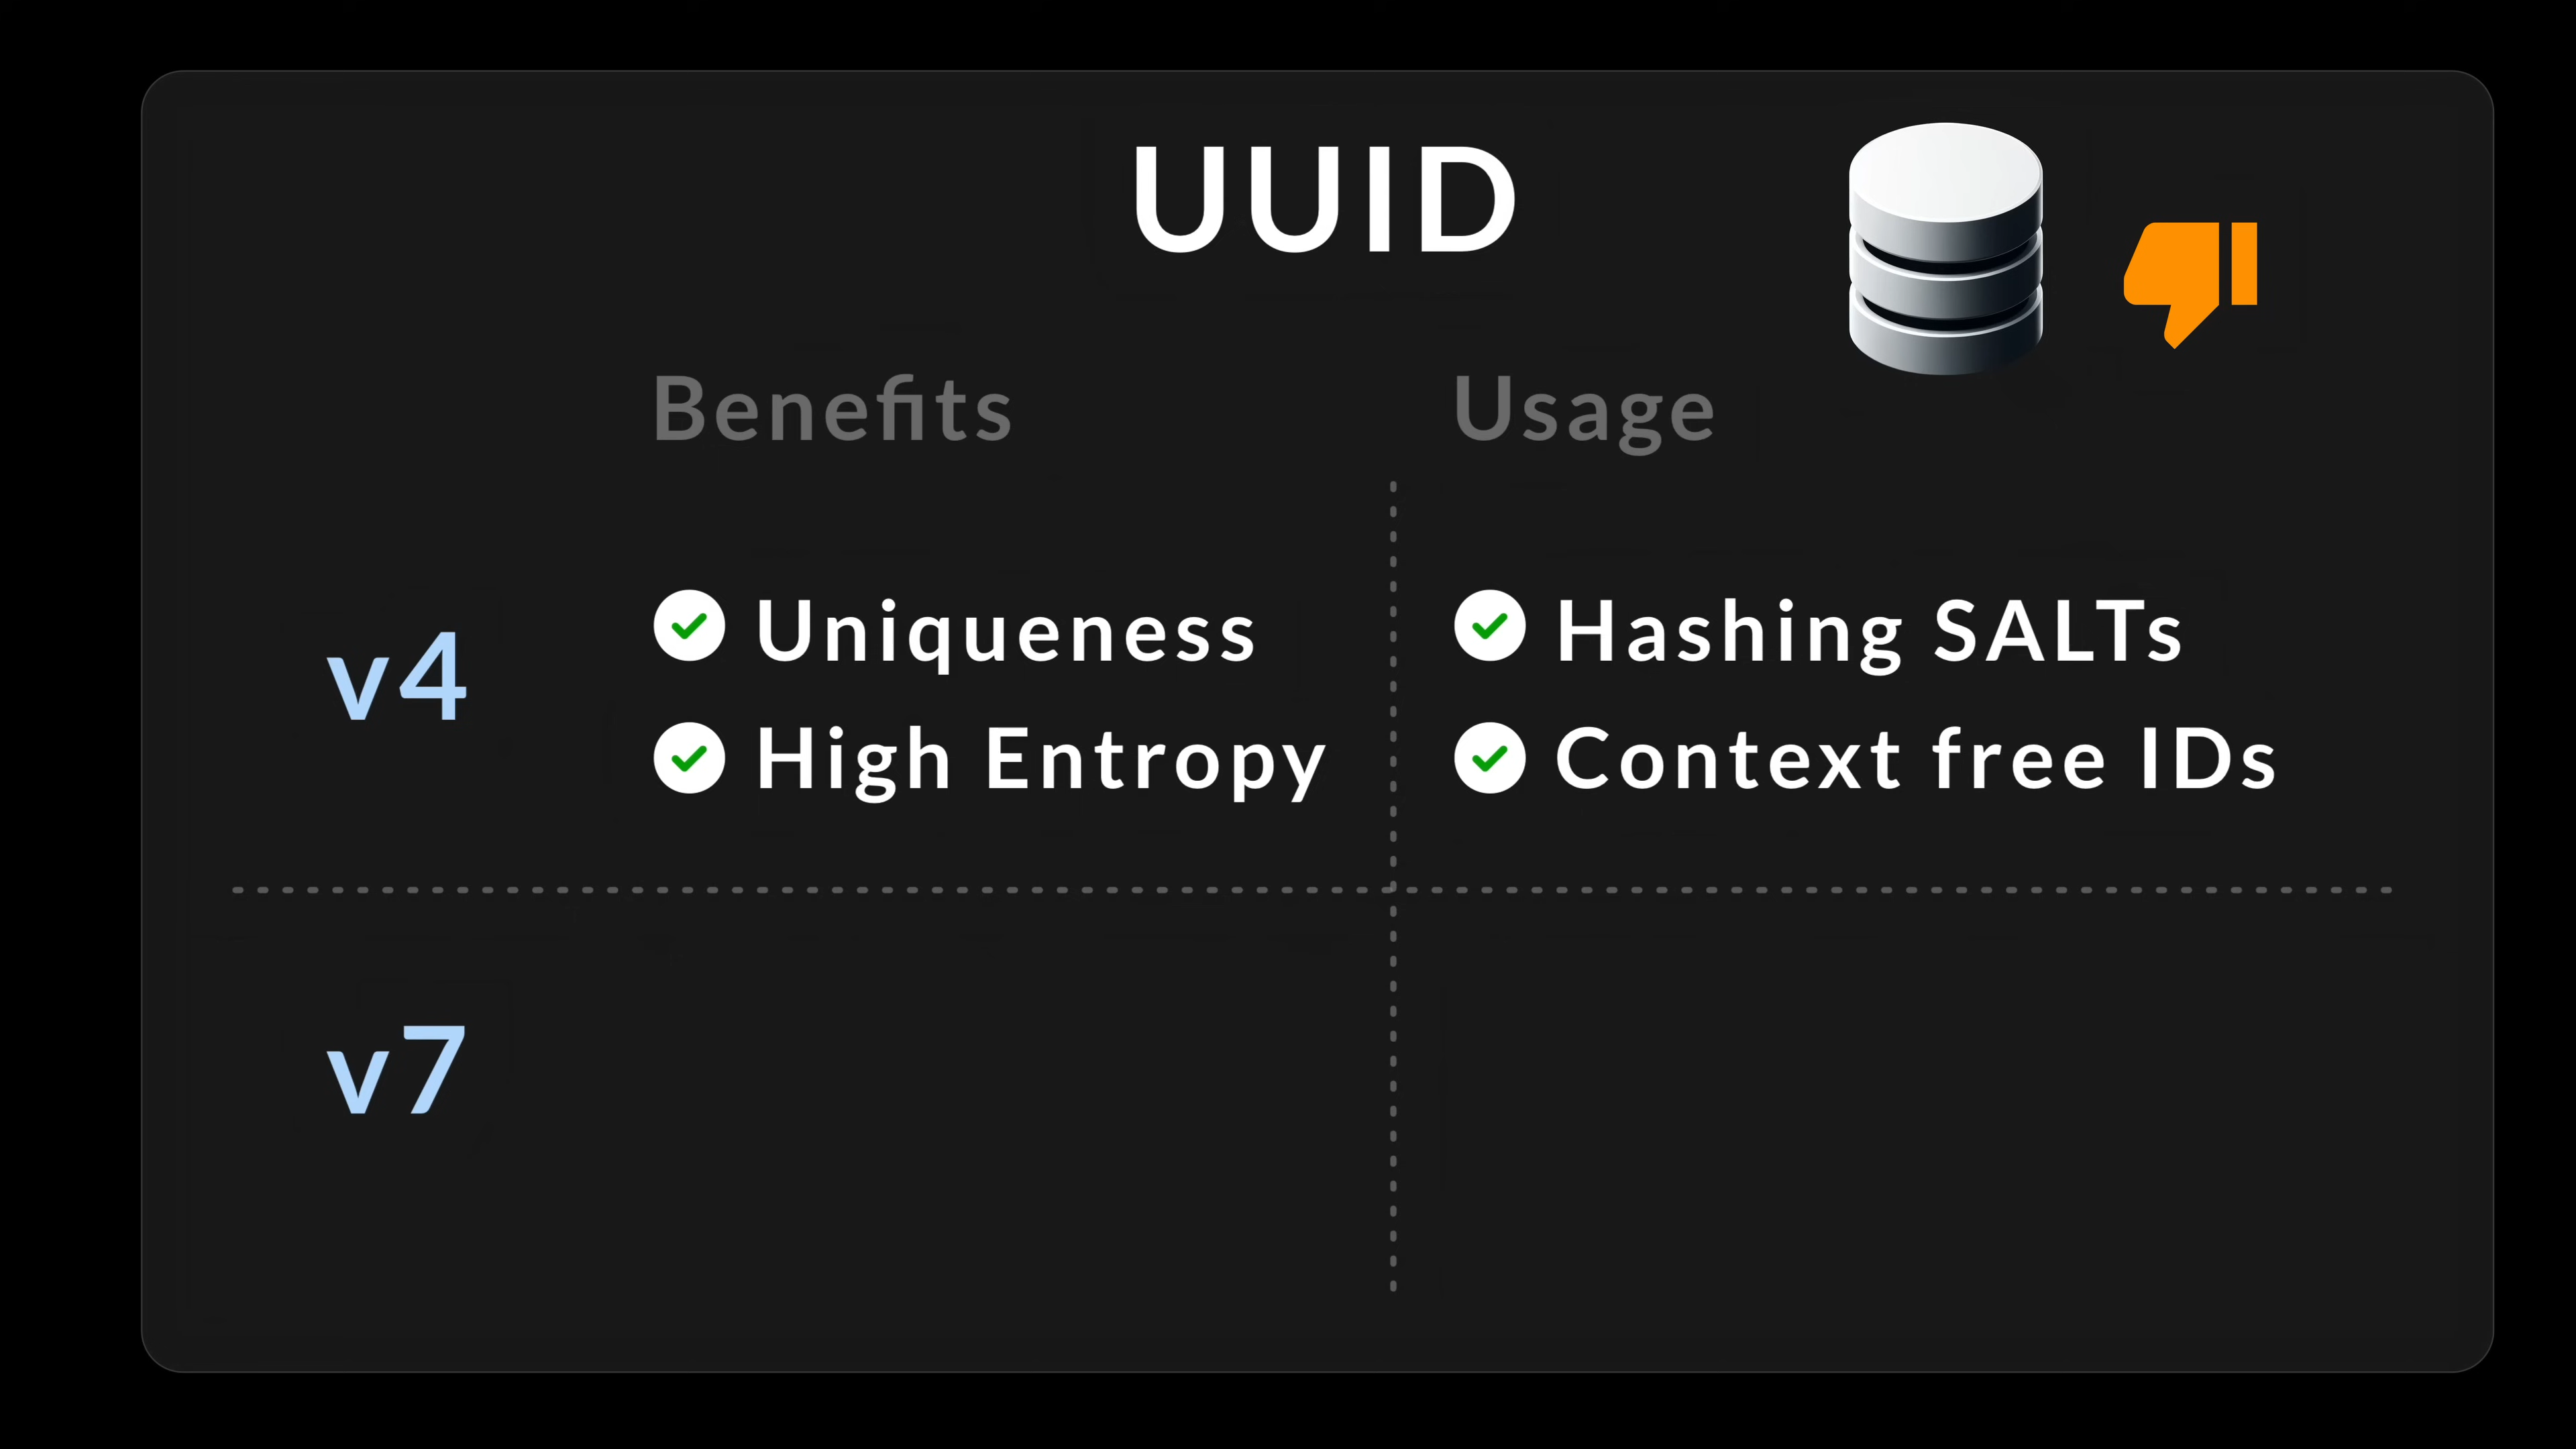 UUID
Benefits
Usage
v4
Uniqueness
High Entropy
Hashing SALTs
Context free IDs
v7